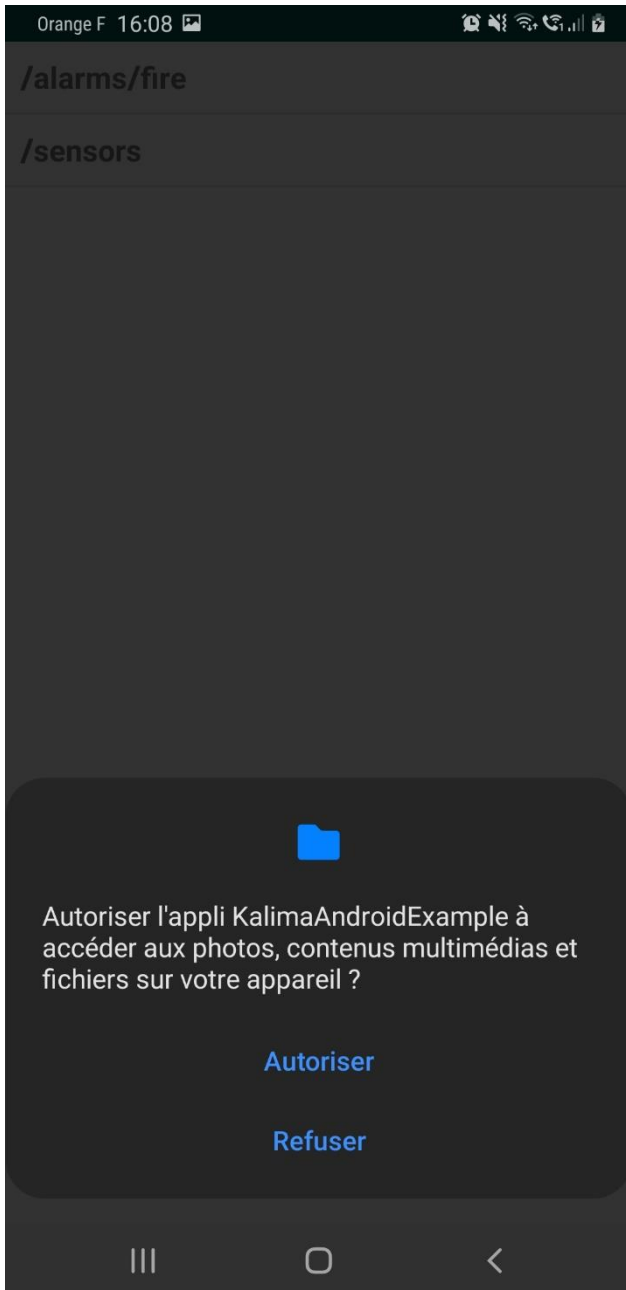 Orange F 16:08
/alarms/fire
/sensors
Autoriser l'appli KalimaAndroidExample à
accéder aux photos, contenus multimédias et
fichiers sur votre appareil ?
Autoriser
Refuser